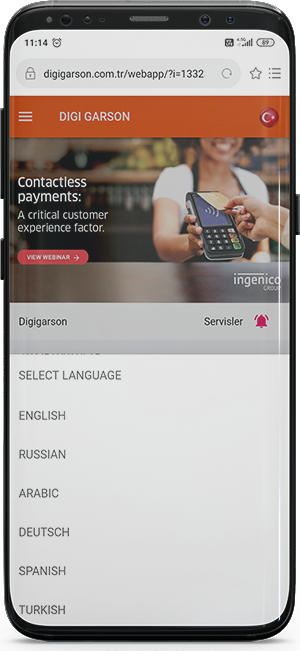 11:14
89
digigarson.com.tr/webapp/?i=1332
DIGI GARSON
Contactless
payments:
A critical customer
experience factor.
VIEW WEBINAR →
ingenico
GROUP
Digigarson Servisler
SELECT LANGUAGE
ENGLISH
RUSSIAN
ARABIC
DEUTSCH
SPANISH
TURKISH